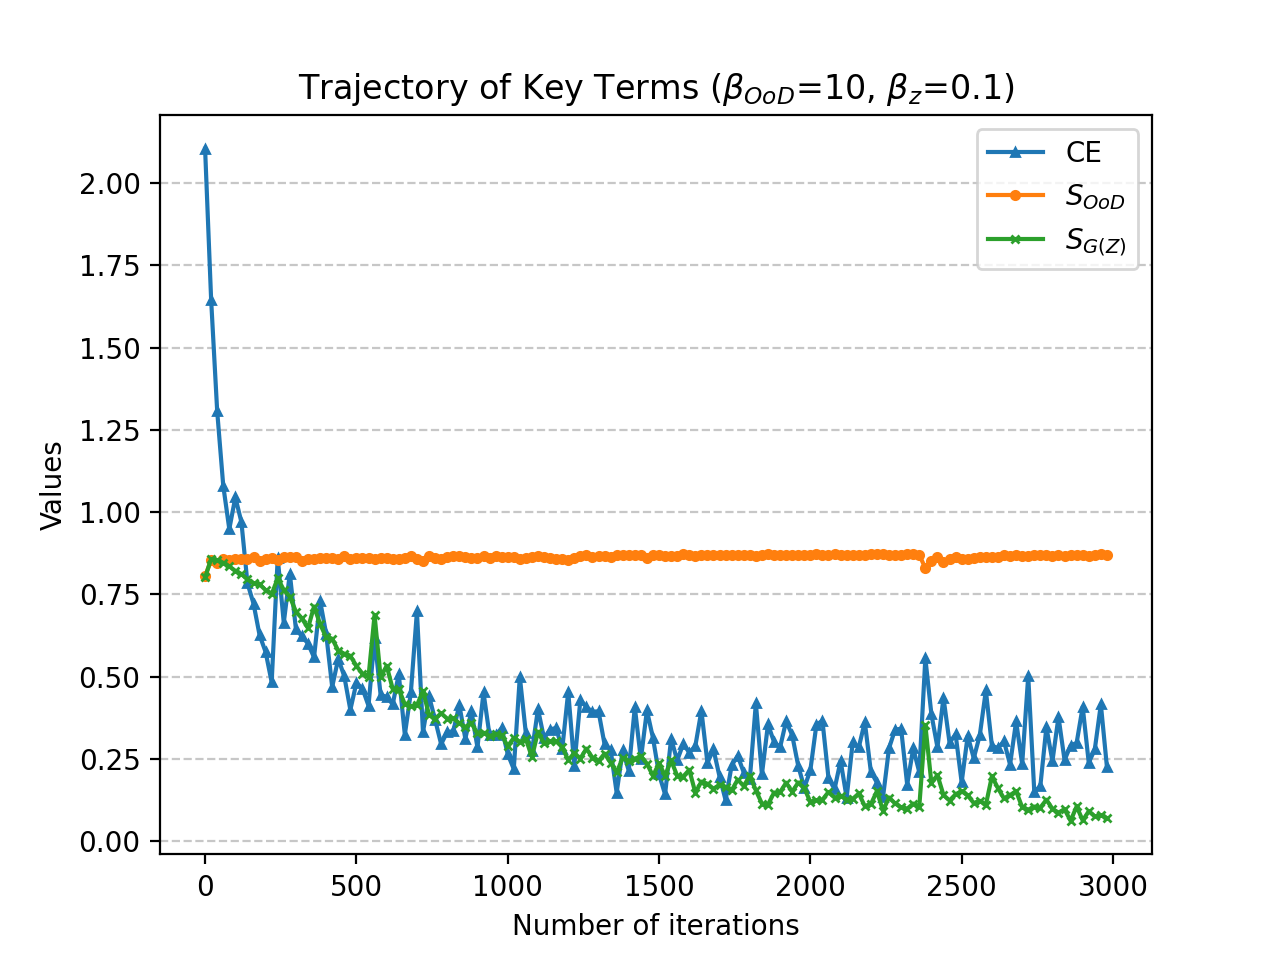 Trajectory of Key Terms (β_OoD=10, β_z=0.1)
CE
S_OoD
S_G(Z)
2.00
1.75
1.50
1.25
1.00
0.75
0.50
0.25
0.00
Values
0 500 1000 1500 2000 2500 3000
Number of iterations